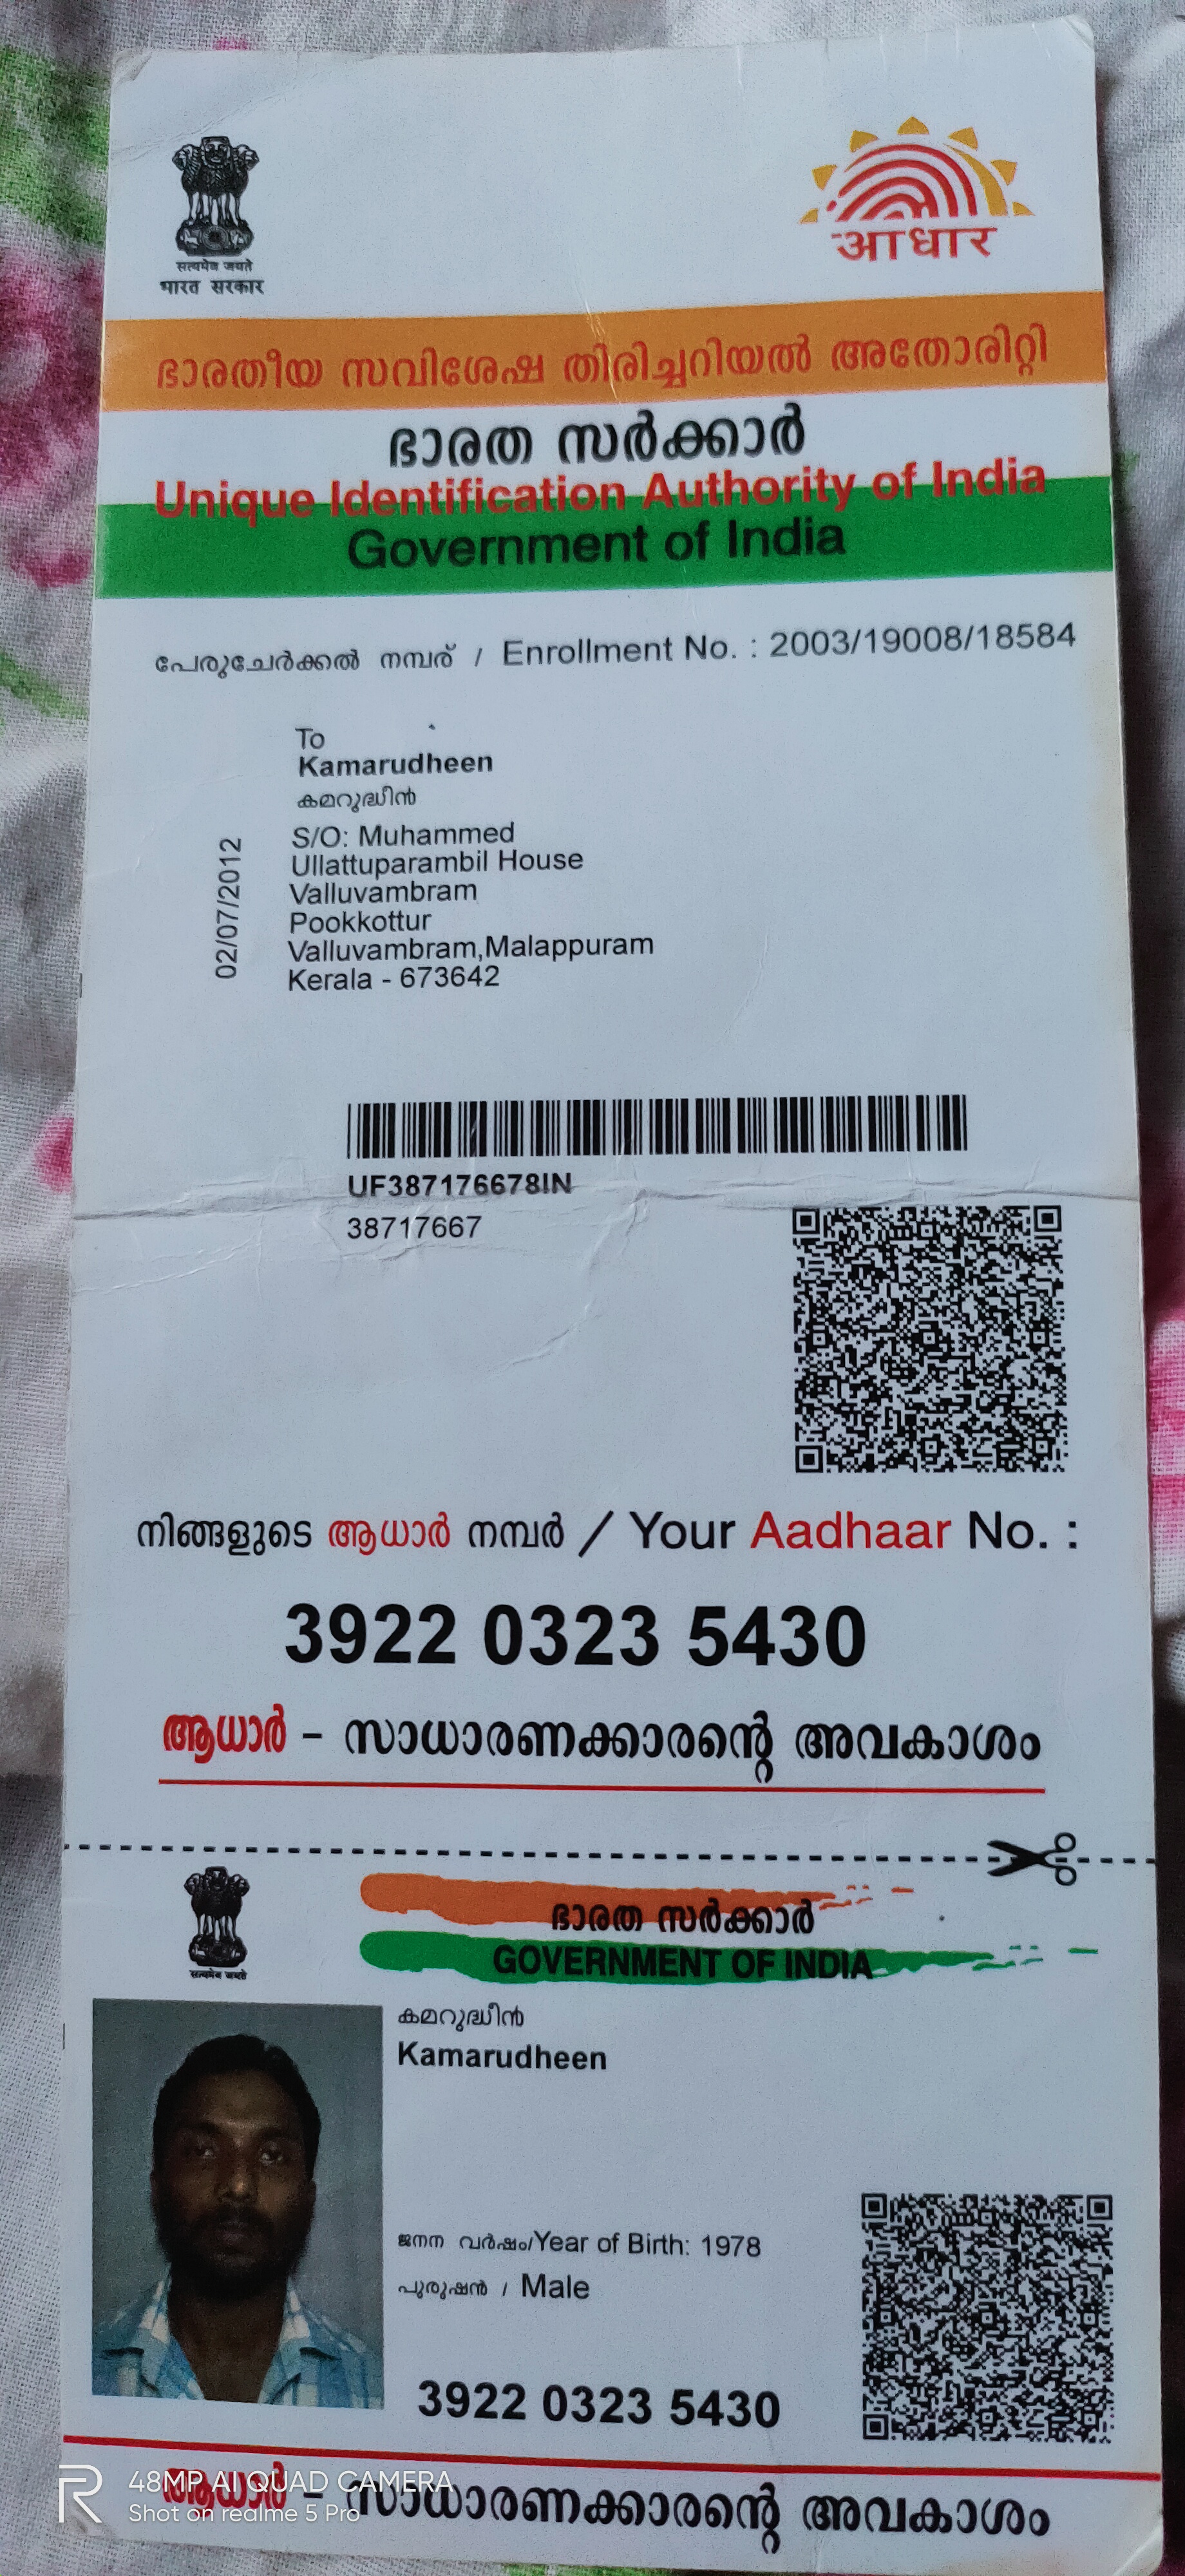 सत्यमेव जयते
भारत सरकार
आधार
ഭാരതീയ സവിശേഷ തിരിച്ചറിയൽ അതോരിറ്റി
ഭാരത സർക്കാർ
Unique Identification Authority of India
Government of India
പേരുചേർക്കൽ നമ്പര് / Enrollment No. : 2003/19008/18584
To
Kamarudheen
കമറുദ്ധീൻ
S/O: Muhammed
Ullattuparambil House
Valluvambram
Pookkottur
Valluvambram,Malappuram
Kerala - 673642
02/07/2012
UF387176678IN
38717667
നിങ്ങളുടെ ആധാർ നമ്പർ / Your Aadhaar No. :
3922 0323 5430
ആധാർ – സാധാരണക്കാരന്റെ അവകാശം
सत्यमेव जयते
ഭാരത സർക്കാർ
GOVERNMENT OF INDIA
കമറുദ്ധീൻ
Kamarudheen
ജനന വർഷം/Year of Birth: 1978
പുരുഷൻ / Male
3922 0323 5430
ആധാർ – സാധാരണക്കാരന്റെ അവകാശം
48MP AI QUAD CAMERA
Shot on realme 5 Pro